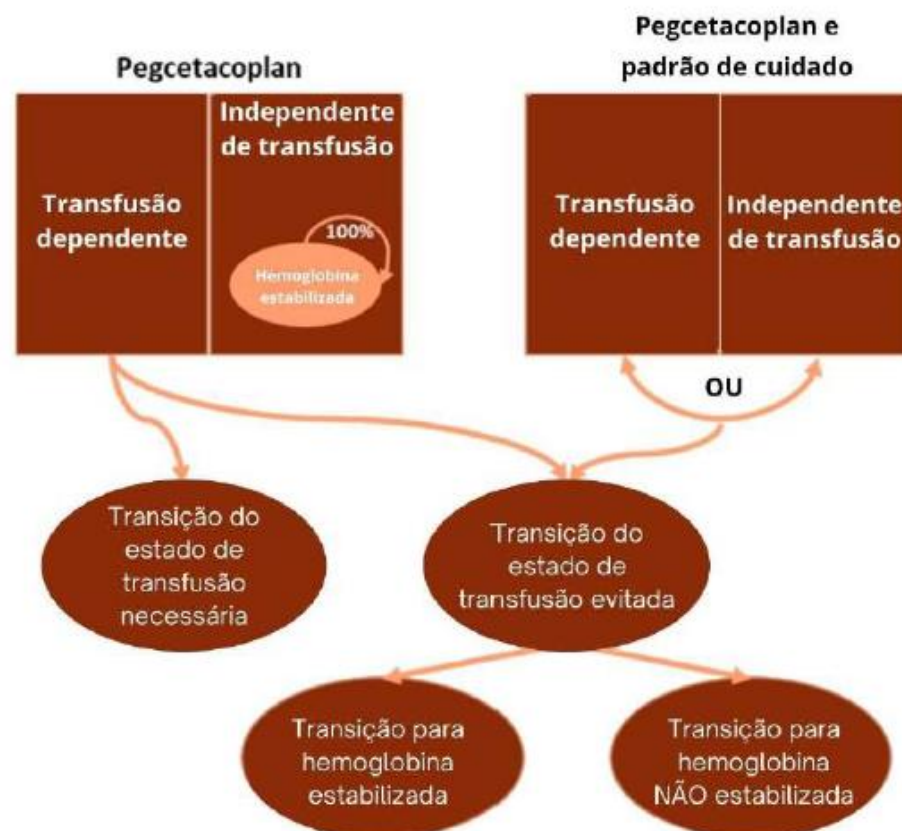 Pegcetacoplan
Transfusão
dependente
Independente
de transfusão
100%
Hemoglobina
estabilizada
Pegcetacoplan e
padrão de cuidado
Transfusão
dependente
Independente
de transfusão
OU
Transição do
estado de
transfusão
necessária
Transição do
estado de
transfusão evitada
Transição para
hemoglobina
estabilizada
Transição para
hemoglobina
NÃO estabilizada